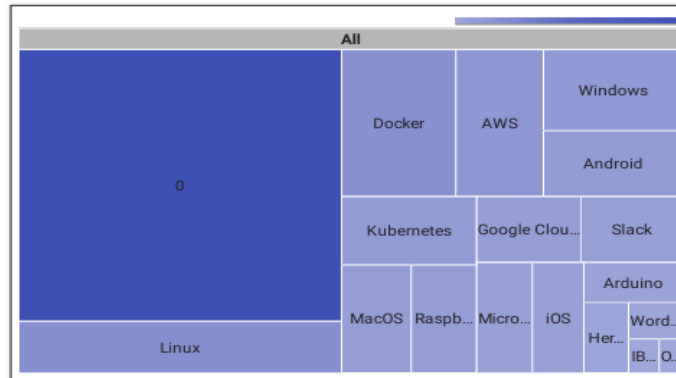 All
0
Linux
Docker
AWS
Windows
Android
Kubernetes
Google Clou...
Slack
MacOS
Raspb...
Micro...
iOS
Arduino
Her...
Word...
IB...
O...